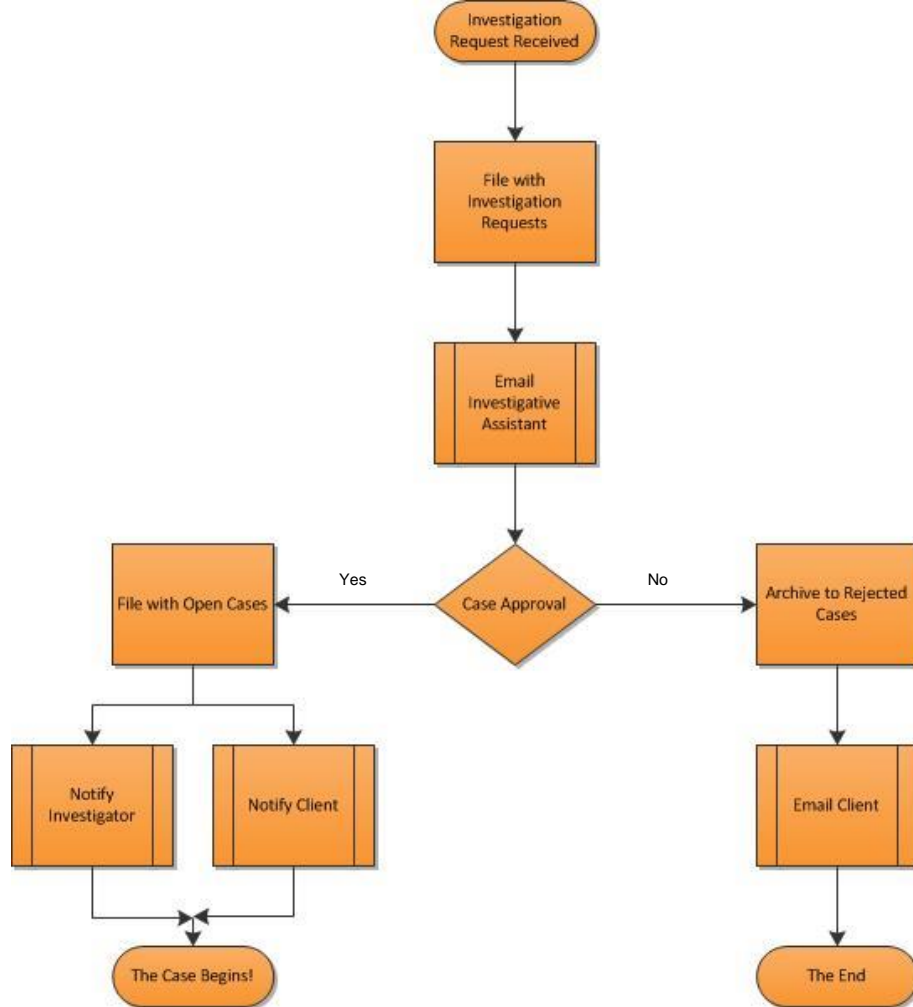 Investigation
Request Received
File with
Investigation
Requests
Email
Investigative
Assistant
Yes
No
File with Open Cases
Case Approval
Archive to Rejected
Cases
Notify
Investigator
Notify Client
Email Client
The Case Begins!
The End